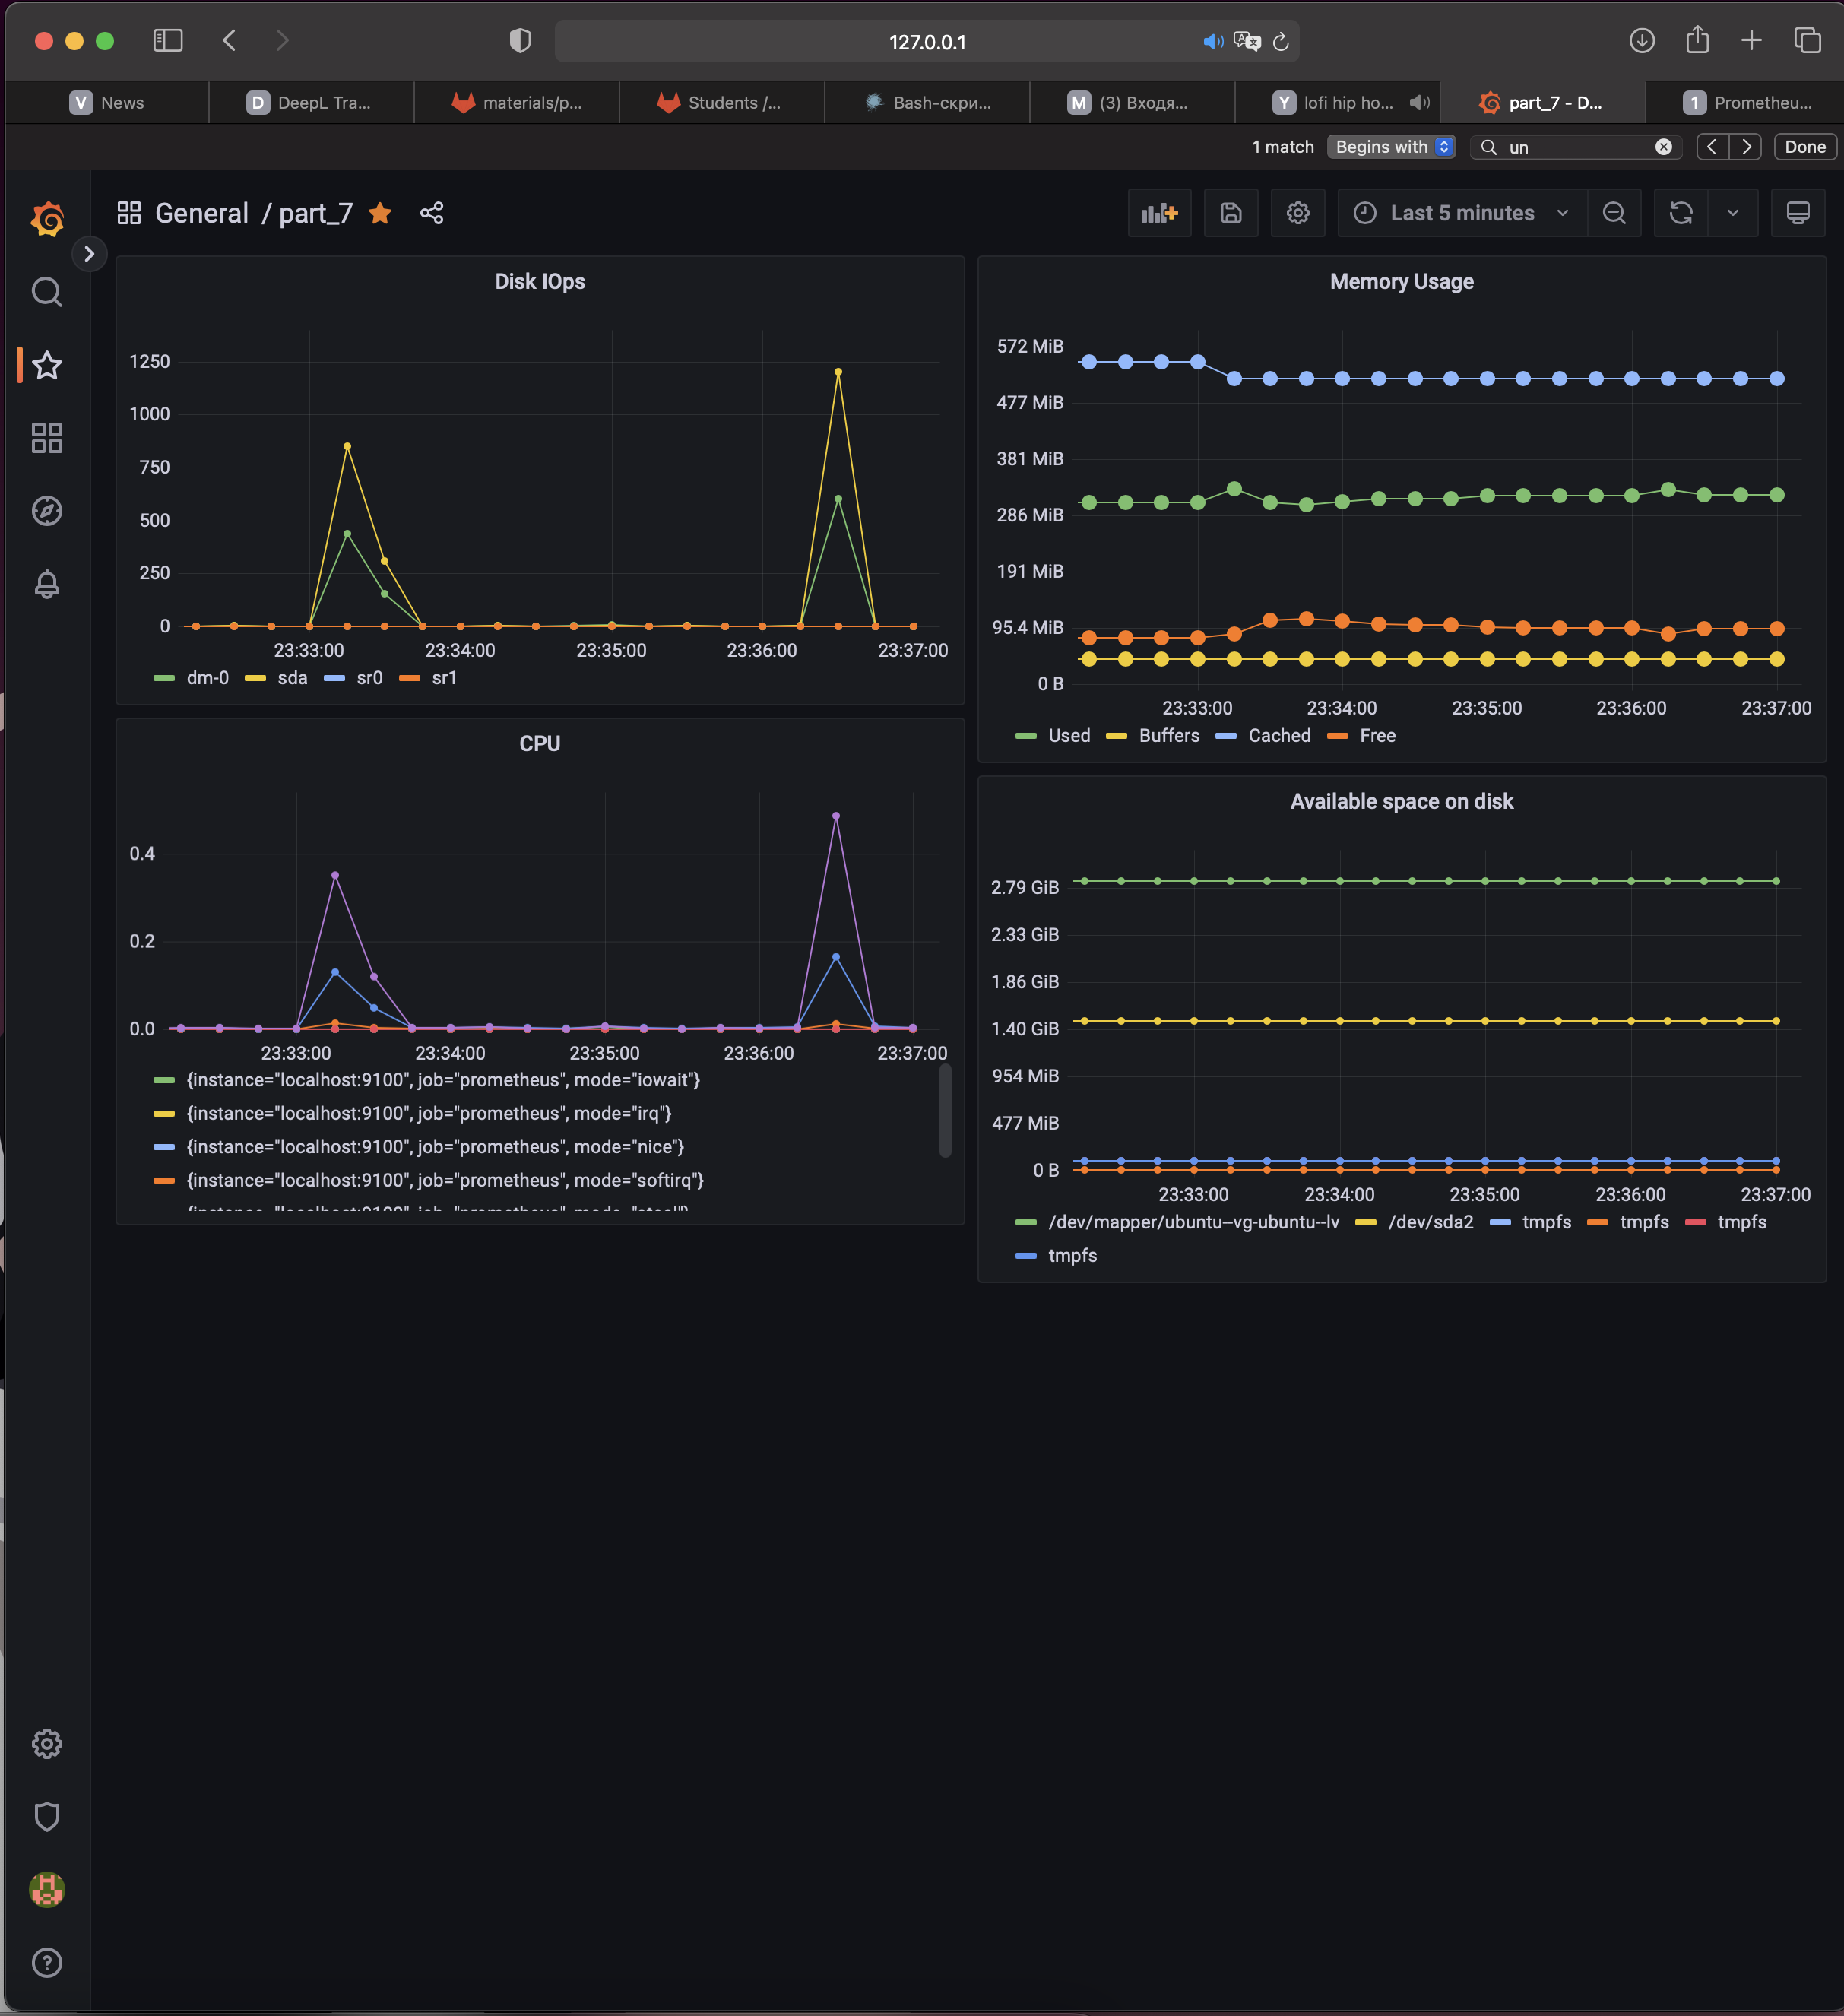 127.0.0.1
V News
D DeepL Tra...
materials/p...
Students /...
Bash-скри...
M (3) Входя...
Y lofi hip ho...
part_7 - D...
1 Prometheu...
1 match Begins with un Done
General / part_7
Last 5 minutes
Disk IOps
1250
1000
750
500
250
0
23:33:00 23:34:00 23:35:00 23:36:00 23:37:00
dm-0 sda sr0 sr1
Memory Usage
572 MiB
477 MiB
381 MiB
286 MiB
191 MiB
95.4 MiB
0 B
23:33:00 23:34:00 23:35:00 23:36:00 23:37:00
Used Buffers Cached Free
CPU
0.4
0.2
0.0
23:33:00 23:34:00 23:35:00 23:36:00 23:37:00
{instance="localhost:9100", job="prometheus", mode="iowait"}
{instance="localhost:9100", job="prometheus", mode="irq"}
{instance="localhost:9100", job="prometheus", mode="nice"}
{instance="localhost:9100", job="prometheus", mode="softirq"}
{instance="localhost:9100", job="prometheus", mode="steal"}
Available space on disk
2.79 GiB
2.33 GiB
1.86 GiB
1.40 GiB
954 MiB
477 MiB
0 B
23:33:00 23:34:00 23:35:00 23:36:00 23:37:00
/dev/mapper/ubuntu--vg-ubuntu--lv /dev/sda2 tmpfs tmpfs tmpfs
tmpfs